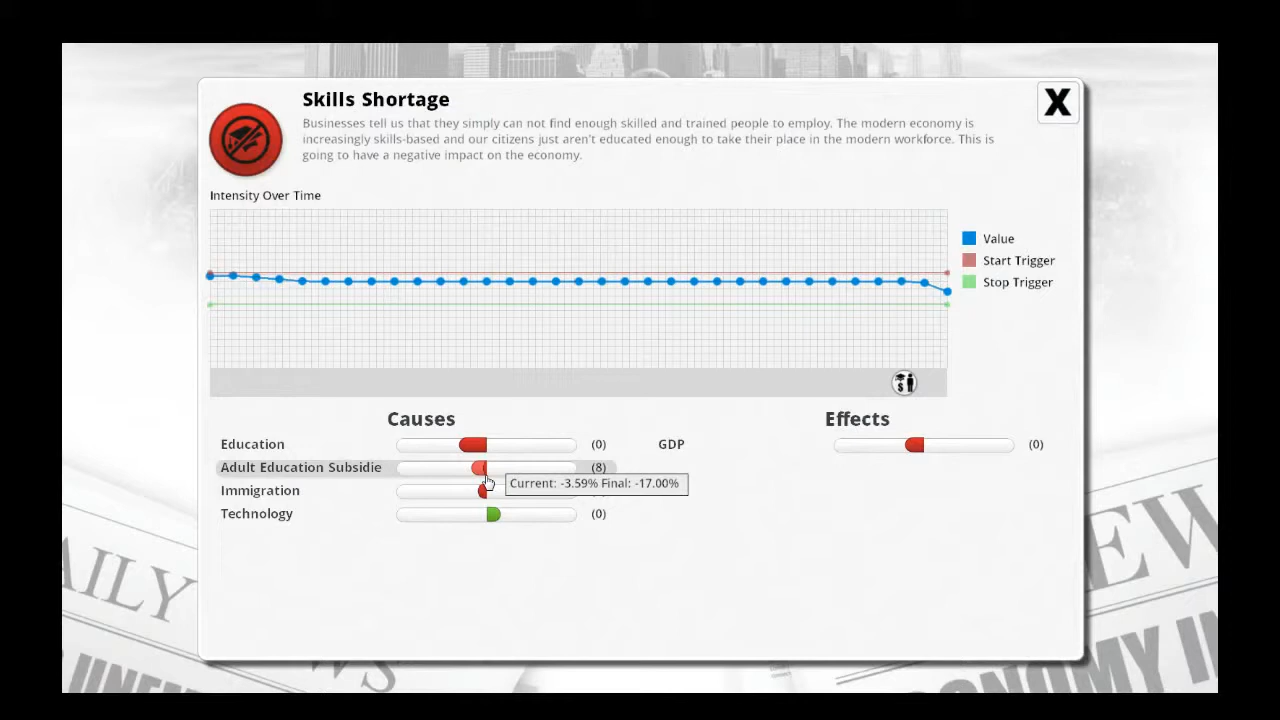 Skills Shortage
X
Businesses tell us that they simply can not find enough skilled and trained people to employ. The modern economy is
increasingly skills-based and our citizens just aren't educated enough to take their place in the modern workforce. This is
going to have a negative impact on the economy.
Intensity Over Time
Value
Start Trigger
Stop Trigger
Causes
Effects
Education (0) GDP (0)
Adult Education Subsidie (8)
Current: -3.59% Final: -17.00%
Immigration
Technology (0)
AILY
NEW
ECONOMY IN